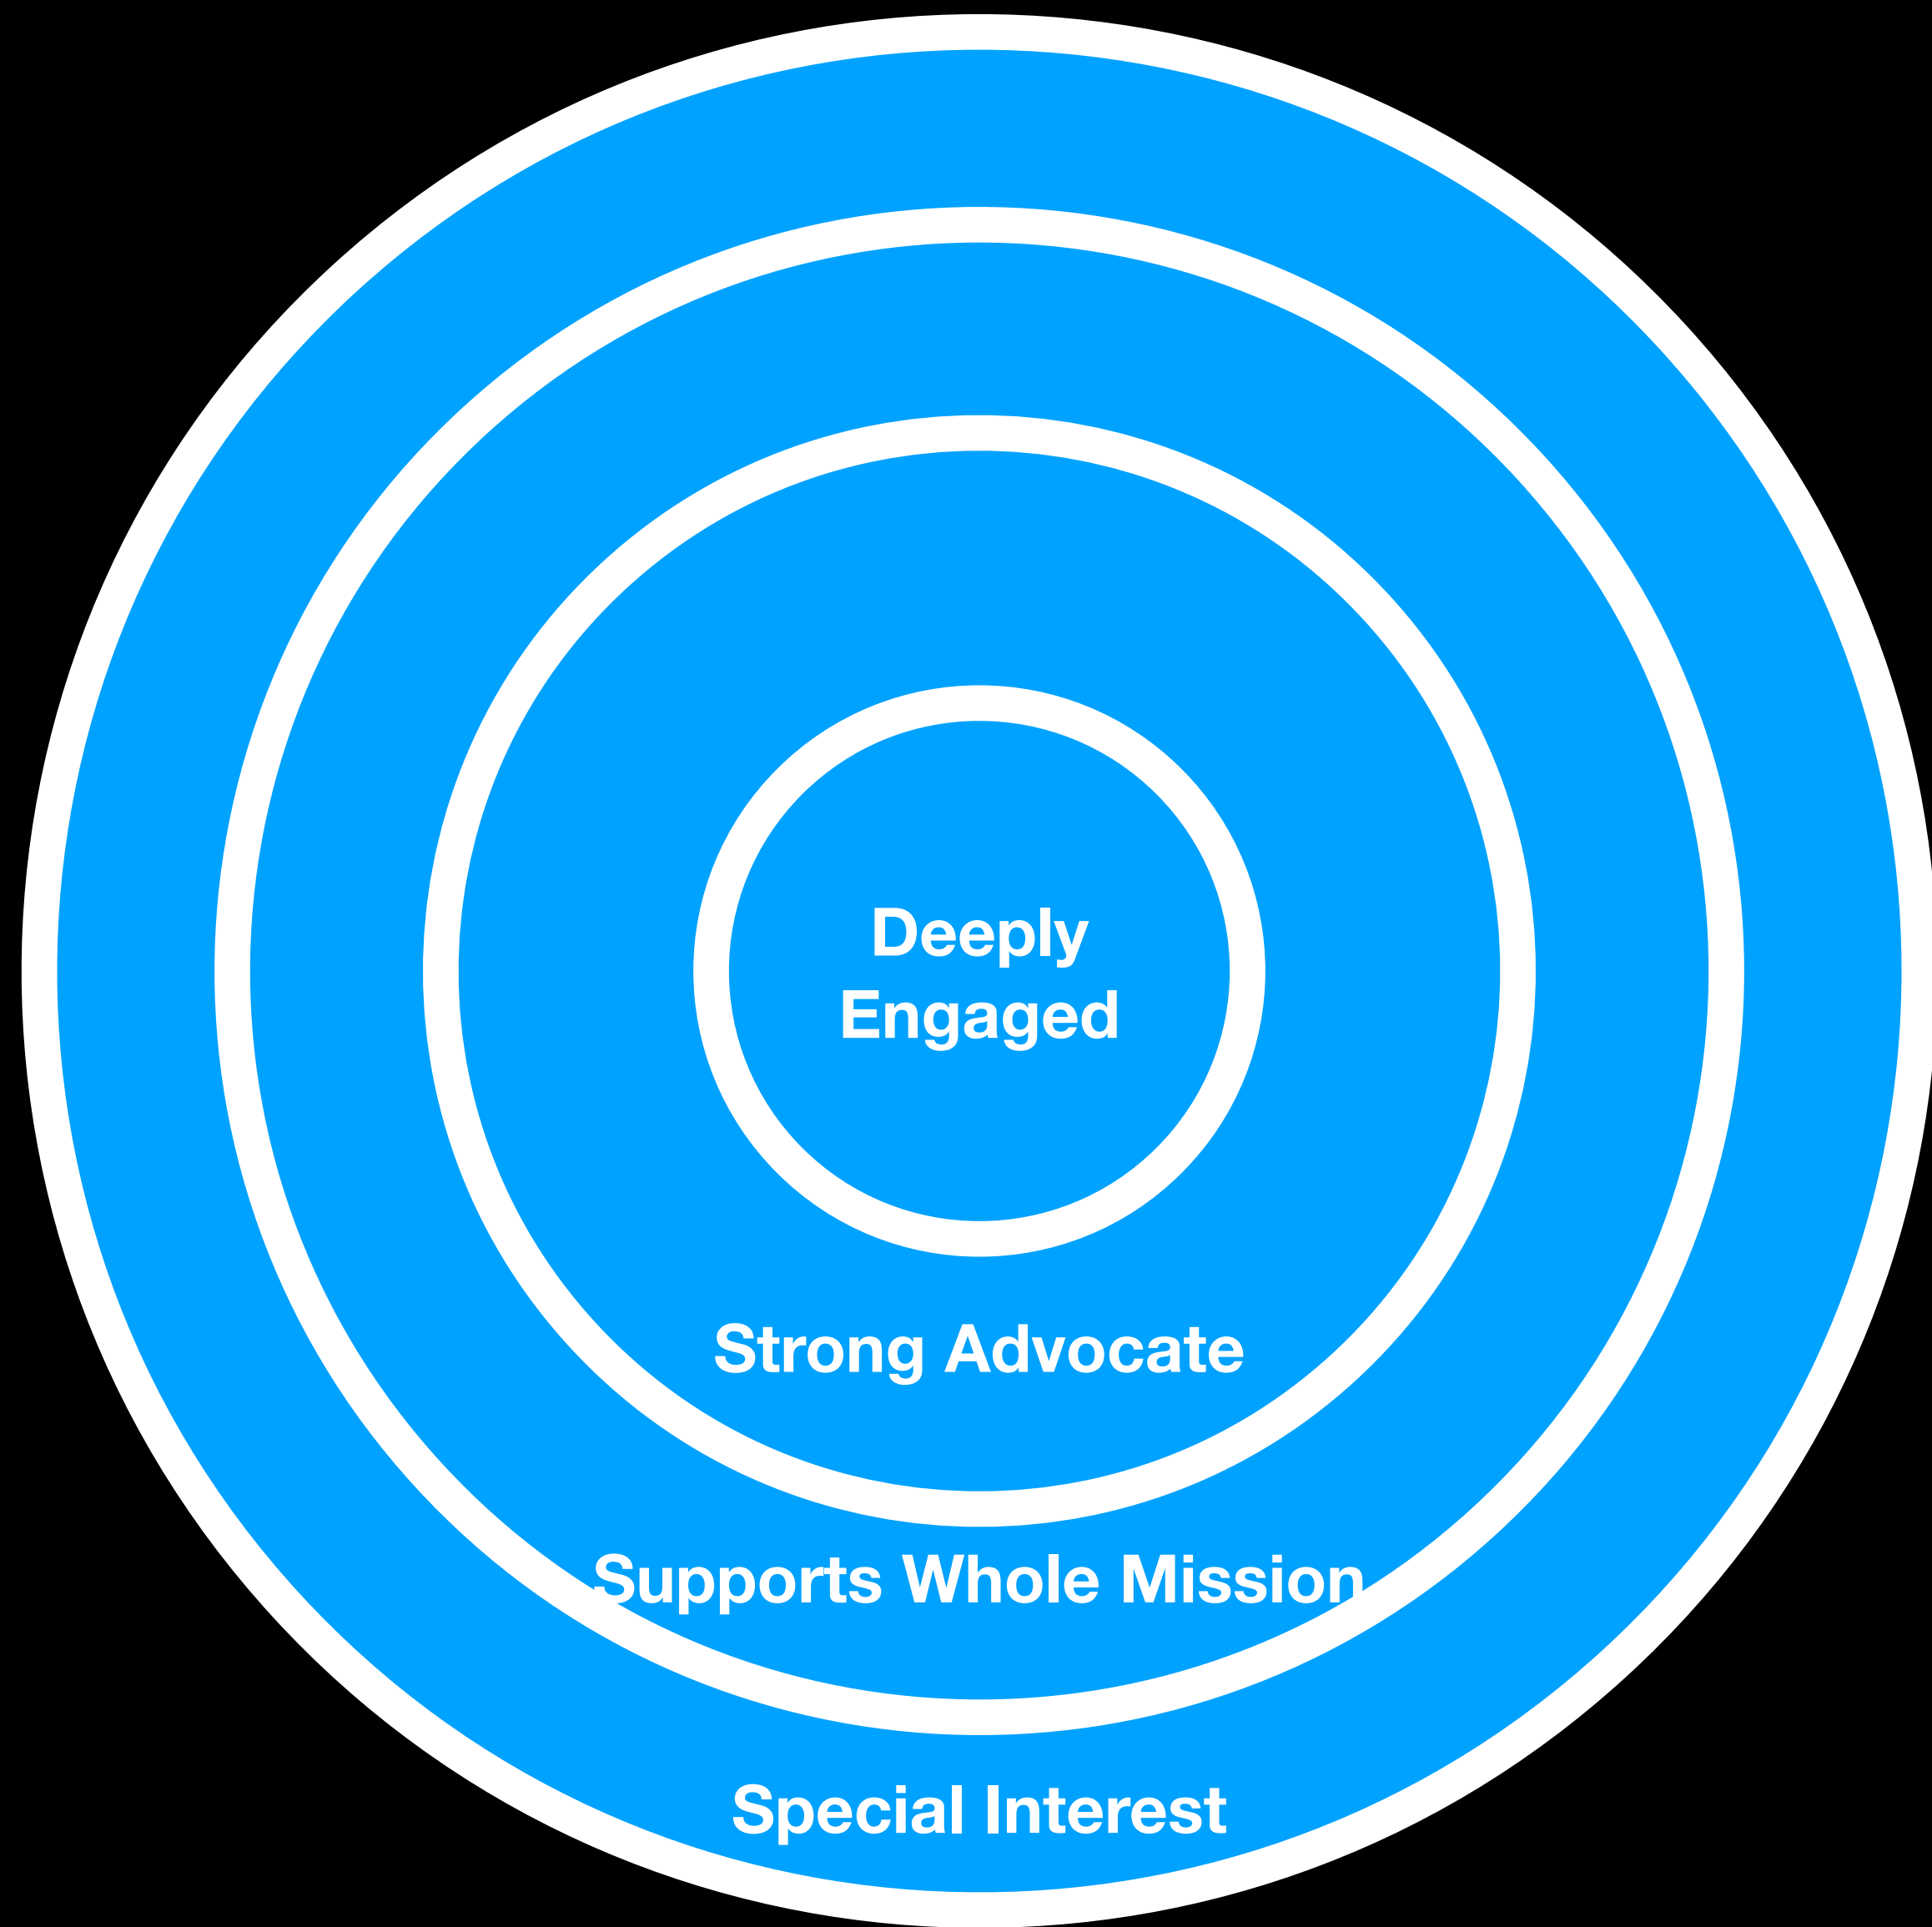 Deeply
Engaged
Strong Advocate
Supports Whole Mission
Special Interest